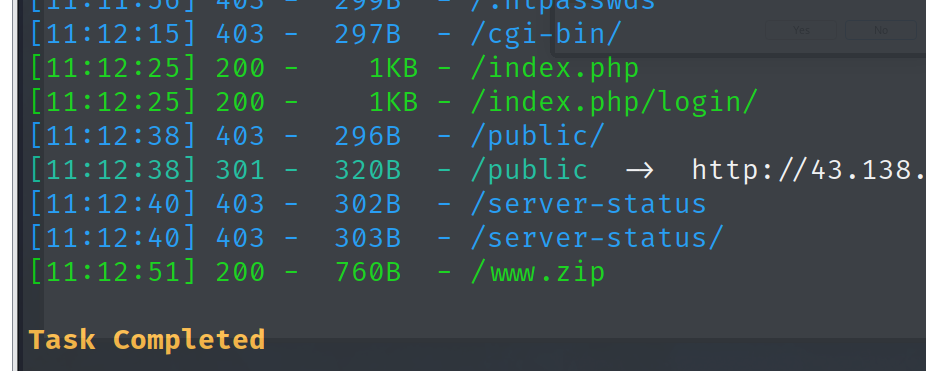 [11:11:56] 403 - 299B - /.htpasswds
[11:12:15] 403 - 297B - /cgi-bin/
[11:12:25] 200 - 1KB - /index.php
[11:12:25] 200 - 1KB - /index.php/login/
[11:12:38] 403 - 296B - /public/
[11:12:38] 301 - 320B - /public → http://43.138.
[11:12:40] 403 - 302B - /server-status
[11:12:40] 403 - 303B - /server-status/
[11:12:51] 200 - 760B - /www.zip
Task Completed
Yes No